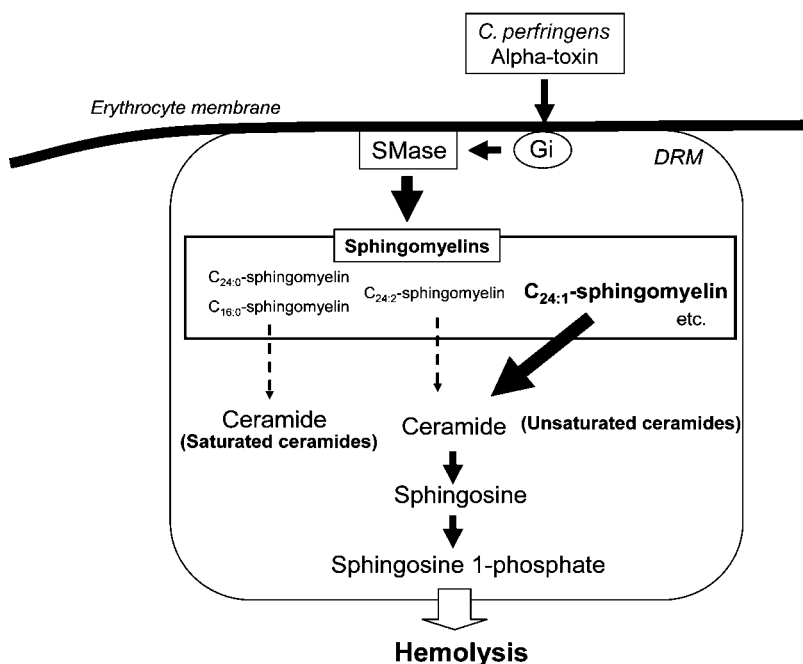 C. perfringens
Alpha-toxin
Erythrocyte membrane
SMase
Gi
DRM
Sphingomyelins
C24:0-sphingomyelin
C16:0-sphingomyelin
C24:2-sphingomyelin
C24:1-sphingomyelin
etc.
Ceramide
(Saturated ceramides)
Ceramide
(Unsaturated ceramides)
Sphingosine
Sphingosine 1-phosphate
Hemolysis